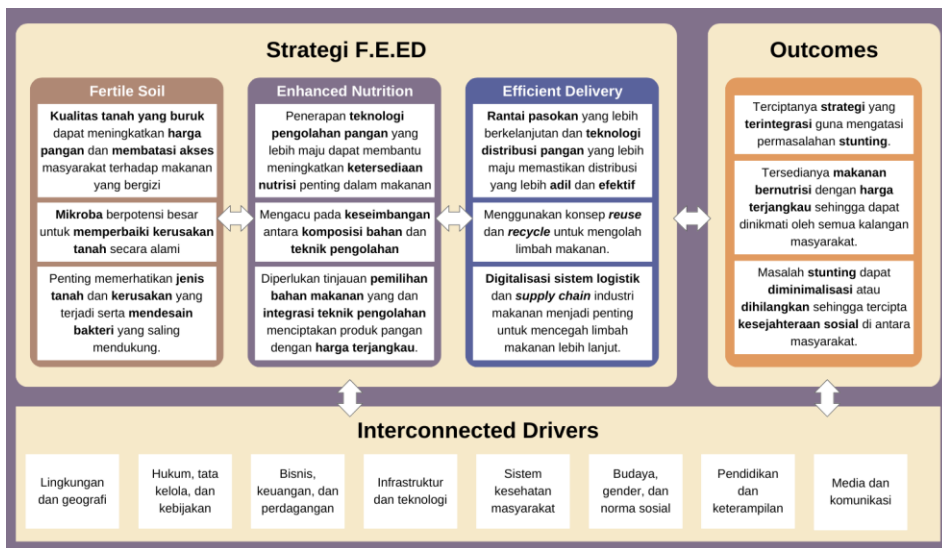 Strategi F.E.ED
Fertile Soil
Kualitas tanah yang buruk
dapat meningkatkan harga
pangan dan membatasi akses
masyarakat terhadap makanan
yang bergizi
Mikroba berpotensi besar
untuk memperbaiki kerusakan
tanah secara alami
Penting memerhatikan jenis
tanah dan kerusakan yang
terjadi serta mendesain
bakteri yang saling
mendukung.
Enhanced Nutrition
Penerapan teknologi
pengolahan pangan yang
lebih maju dapat membantu
meningkatkan ketersediaan
nutrisi penting dalam makanan
Mengacu pada keseimbangan
antara komposisi bahan dan
teknik pengolahan
Diperlukan tinjauan pemilihan
bahan makanan yang dan
integrasi teknik pengolahan
menciptakan produk pangan
dengan harga terjangkau.
Efficient Delivery
Rantai pasokan yang lebih
berkelanjutan dan teknologi
distribusi pangan yang lebih
maju memastikan distribusi
yang lebih adil dan efektif
Menggunakan konsep reuse
dan recycle untuk mengolah
limbah makanan.
Digitalisasi sistem logistik
dan supply chain industri
makanan menjadi penting
untuk mencegah limbah
makanan lebih lanjut.
Outcomes
Terciptanya strategi yang
terintegrasi guna mengatasi
permasalahan stunting.
Tersedianya makanan
bernutrisi dengan harga
terjangkau sehingga dapat
dinikmati oleh semua kalangan
masyarakat.
Masalah stunting dapat
diminimalisasi atau
dihilangkan sehingga tercipta
kesejahteraan sosial di antara
masyarakat.
Interconnected Drivers
Lingkungan
dan geografi
Hukum, tata
kelola, dan
kebijakan
Bisnis,
keuangan, dan
perdagangan
Infrastruktur
dan teknologi
Sistem
kesehatan
masyarakat
Budaya,
gender, dan
norma sosial
Pendidikan
dan
keterampilan
Media dan
komunikasi